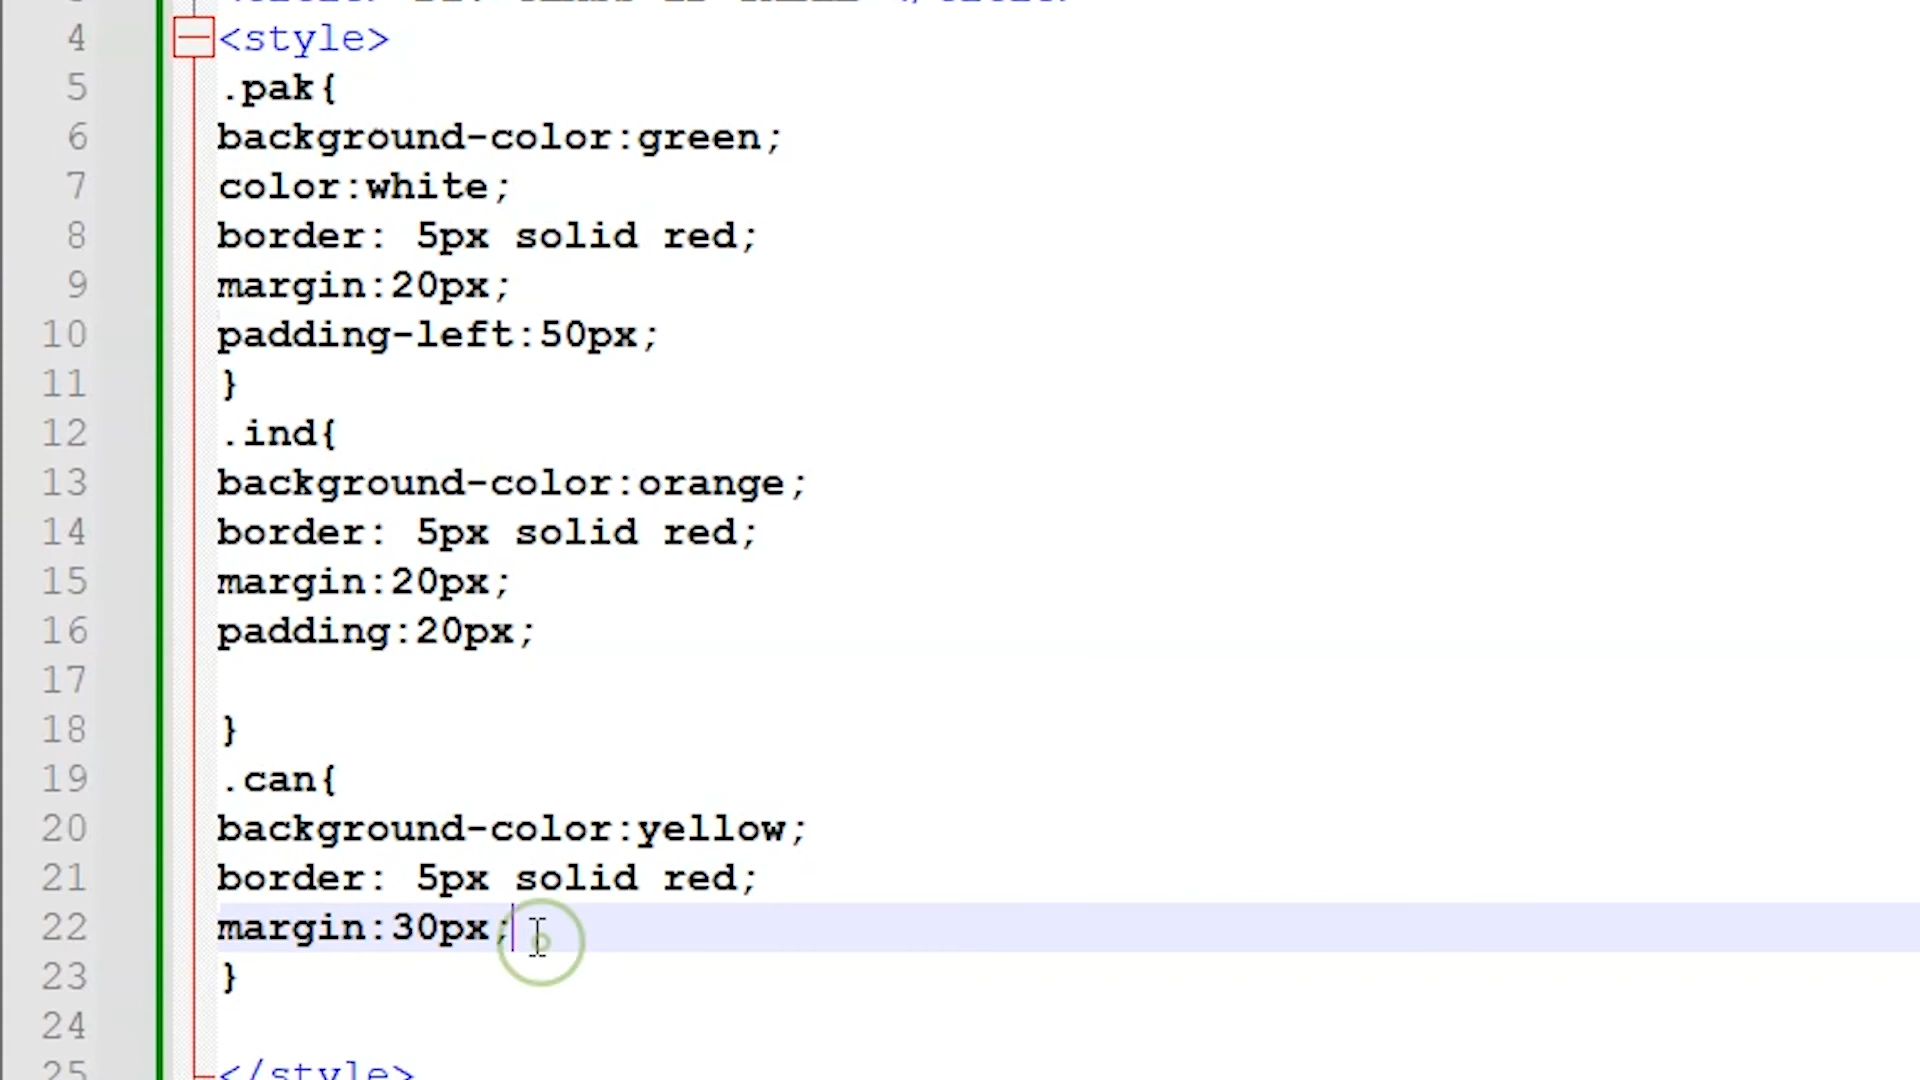 4 <style>
5 .pak{
6 background-color:green;
7 color:white;
8 border: 5px solid red;
9 margin:20px;
10 padding-left:50px;
11 }
12 .ind{
13 background-color:orange;
14 border: 5px solid red;
15 margin:20px;
16 padding:20px;
17
18 }
19 .can{
20 background-color:yellow;
21 border: 5px solid red;
22 margin:30px;
23 }
24
25 </style>